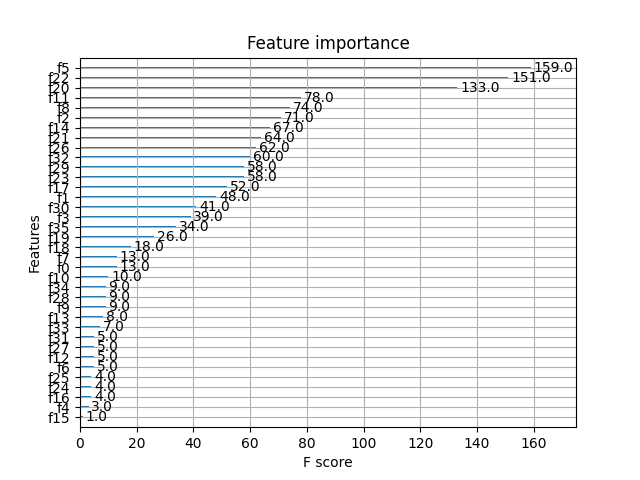 Feature importance
f5 159.0
f22 151.0
f20 133.0
f11 78.0
f8 74.0
f2 71.0
f14 67.0
f21 64.0
f26 62.0
f32 60.0
f29 58.0
f23 58.0
f17 52.0
f1 48.0
f30 41.0
f3 39.0
f35 34.0
f19 26.0
f18 18.0
f7 13.0
f0 13.0
f10 10.0
f34 9.0
f28 9.0
f9 9.0
f13 8.0
f33 7.0
f31 5.0
f27 5.0
f12 5.0
f6 5.0
f25 4.0
f24 4.0
f16 4.0
f4 3.0
f15 1.0
Features
0 20 40 60 80 100 120 140 160
F score